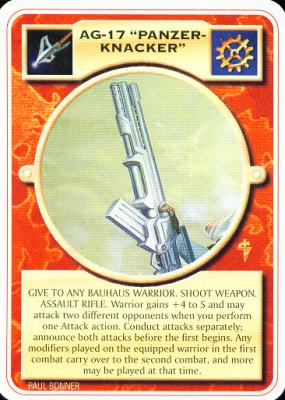 AG-17 "PANZER-
KNACKER"
GIVE TO ANY BAUHAUS WARRIOR. SHOOT WEAPON.
ASSAULT RIFLE. Warrior gains +4 to S and may
attack two different opponents when you perform
one Attack action. Conduct attacks separately;
announce both attacks before the first begins. Any
modifiers played on the equipped warrior in the first
combat carry over to the second combat, and more
may be played at that time.
PAUL BONNER